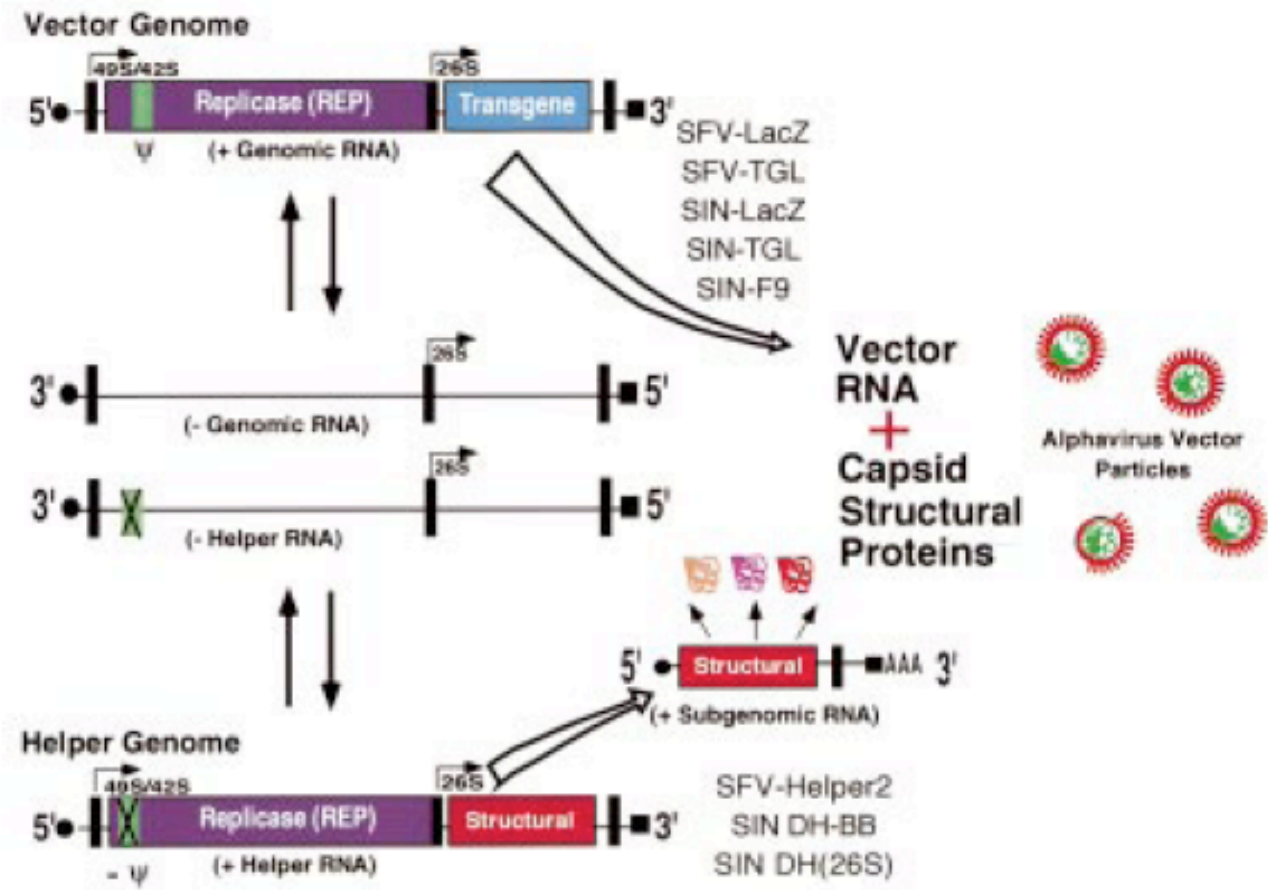 Vector Genome
49S/42S
26S
5' Replicase (REP) Transgene 3'
Ψ (+ Genomic RNA)
SFV-LacZ
SFV-TGL
SIN-LacZ
SIN-TGL
SIN-F9
26S
3' 5'
(- Genomic RNA)
26S
3' 5'
(- Helper RNA)
Vector
RNA
+
Capsid
Structural
Proteins
Alphavirus Vector
Particles
5' Structural AAA 3'
(+ Subgenomic RNA)
Helper Genome
49S/42S
26S
5' Replicase (REP) Structural 3'
- Ψ (+ Helper RNA)
SFV-Helper2
SIN DH-BB
SIN DH(26S)